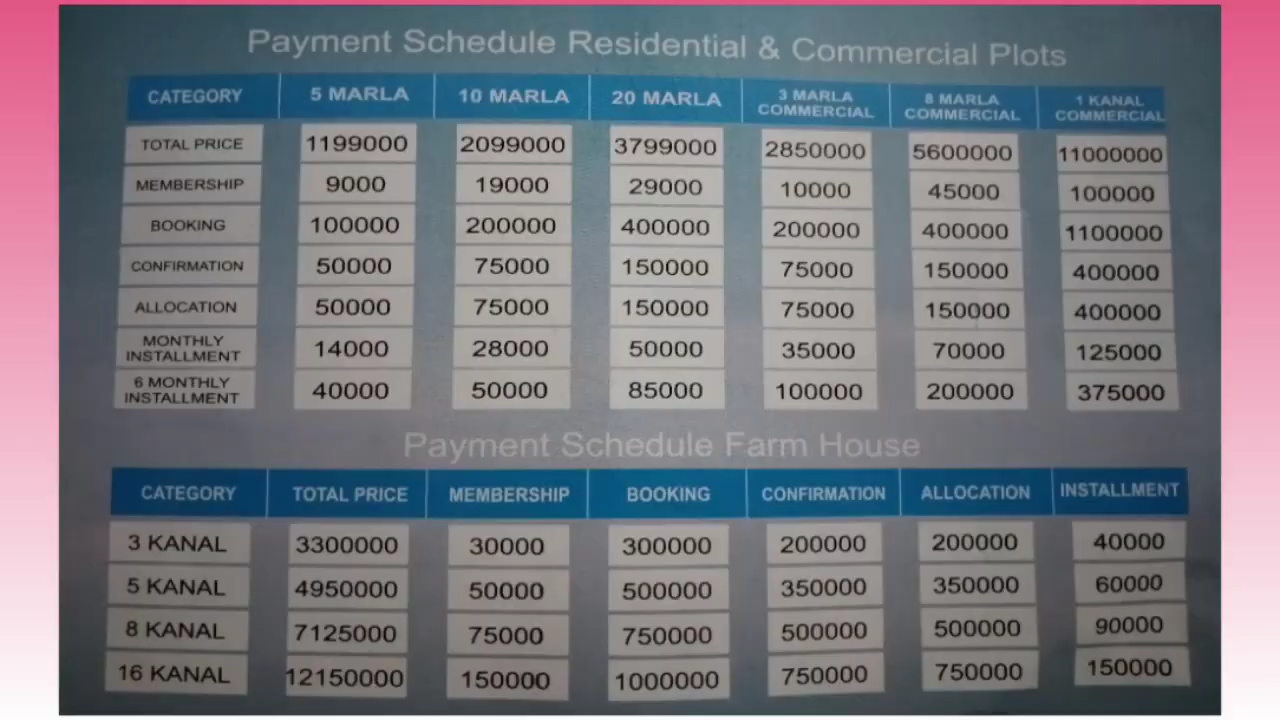 Payment Schedule Residential & Commercial Plots
CATEGORY 5 MARLA 10 MARLA 20 MARLA 3 MARLA COMMERCIAL 8 MARLA COMMERCIAL 1 KANAL COMMERCIAL
TOTAL PRICE 1199000 2099000 3799000 2850000 5600000 11000000
MEMBERSHIP 9000 19000 29000 10000 45000 100000
BOOKING 100000 200000 400000 200000 400000 1100000
CONFIRMATION 50000 75000 150000 75000 150000 400000
ALLOCATION 50000 75000 150000 75000 150000 400000
MONTHLY INSTALLMENT 14000 28000 50000 35000 70000 125000
6 MONTHLY INSTALLMENT 40000 50000 85000 100000 200000 375000
Payment Schedule Farm House
CATEGORY TOTAL PRICE MEMBERSHIP BOOKING CONFIRMATION ALLOCATION INSTALLMENT
3 KANAL 3300000 30000 300000 200000 200000 40000
5 KANAL 4950000 50000 500000 350000 350000 60000
8 KANAL 7125000 75000 750000 500000 500000 90000
16 KANAL 12150000 150000 1000000 750000 750000 150000